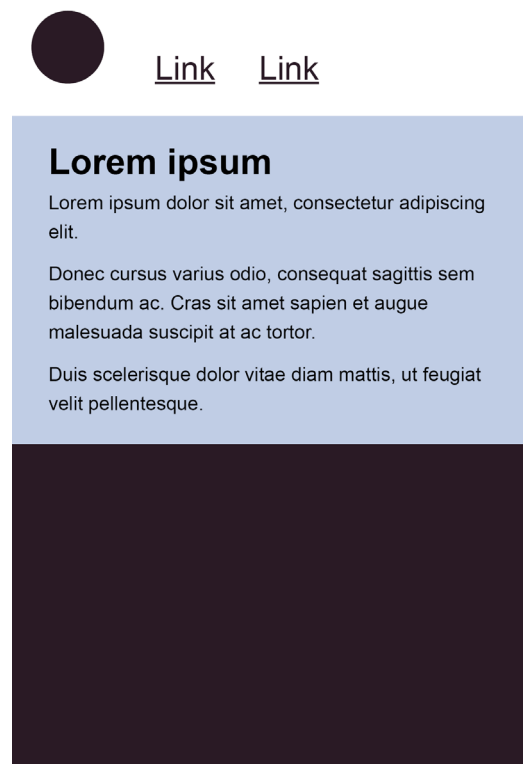 Link Link
Lorem ipsum
Lorem ipsum dolor sit amet, consectetur adipiscing
elit.
Donec cursus varius odio, consequat sagittis sem
bibendum ac. Cras sit amet sapien et augue
malesuada suscipit at ac tortor.
Duis scelerisque dolor vitae diam mattis, ut feugiat
velit pellentesque.